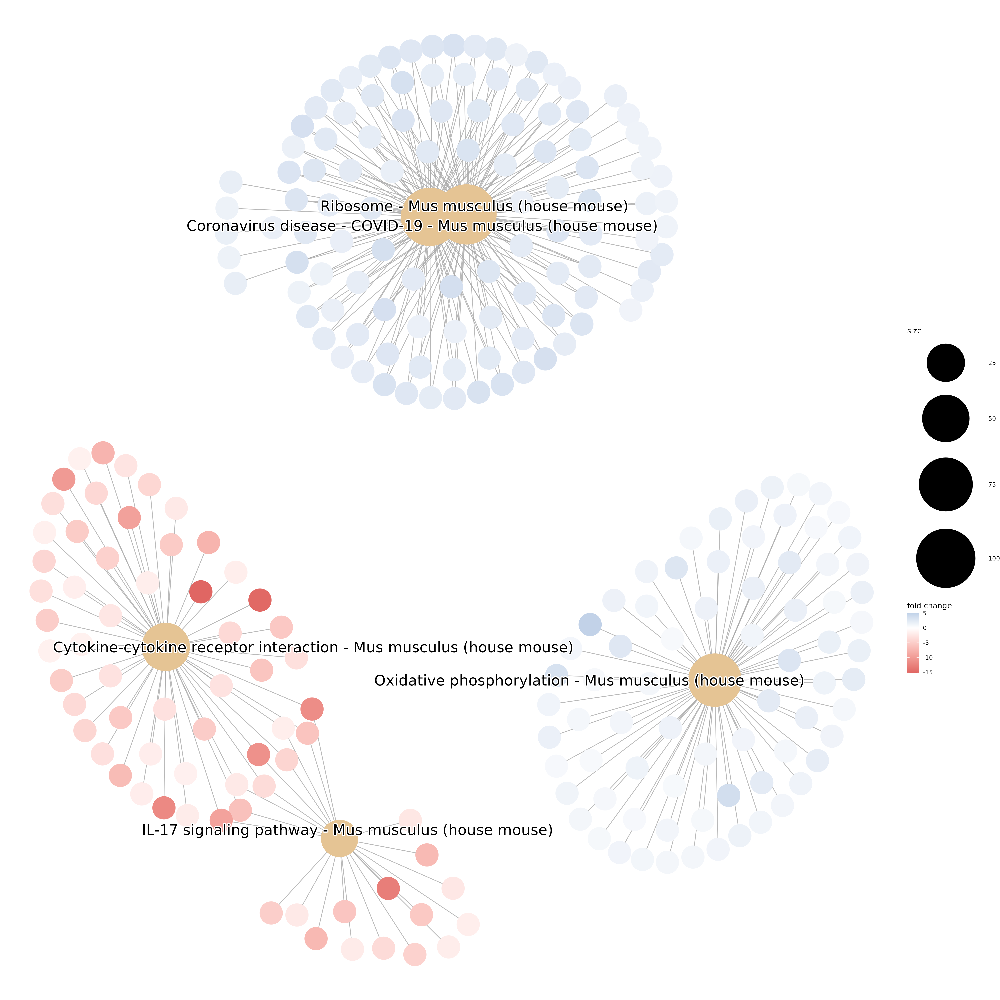 Ribosome - Mus musculus (house mouse)
Coronavirus disease - COVID-19 - Mus musculus (house mouse)
size
25
50
75
100
fold change
5
0
-5
-10
-15
Cytokine-cytokine receptor interaction - Mus musculus (house mouse)
Oxidative phosphorylation - Mus musculus (house mouse)
IL-17 signaling pathway - Mus musculus (house mouse)